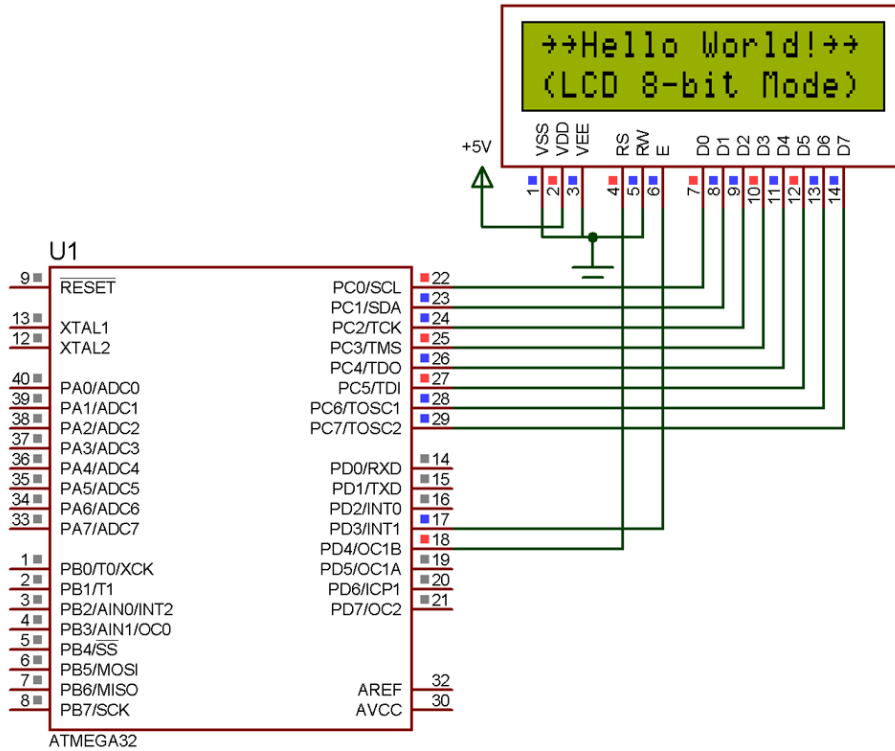 →→Hello World!→→
(LCD 8-bit Mode)
+5V
VSS VDD VEE RS RW E D0 D1 D2 D3 D4 D5 D6 D7
1 2 3 4 5 6 7 8 9 10 11 12 13 14
U1
9 RESET PC0/SCL 22
PC1/SDA 23
13 XTAL1 PC2/TCK 24
12 XTAL2 PC3/TMS 25
PC4/TDO 26
40 PA0/ADC0 PC5/TDI 27
39 PA1/ADC1 PC6/TOSC1 28
38 PA2/ADC2 PC7/TOSC2 29
37 PA3/ADC3
36 PA4/ADC4 PD0/RXD 14
35 PA5/ADC5 PD1/TXD 15
34 PA6/ADC6 PD2/INT0 16
33 PA7/ADC7 PD3/INT1 17
PD4/OC1B 18
1 PB0/T0/XCK PD5/OC1A 19
2 PB1/T1 PD6/ICP1 20
3 PB2/AIN0/INT2 PD7/OC2 21
4 PB3/AIN1/OC0
5 PB4/SS
6 PB5/MOSI
7 PB6/MISO AREF 32
8 PB7/SCK AVCC 30
ATMEGA32